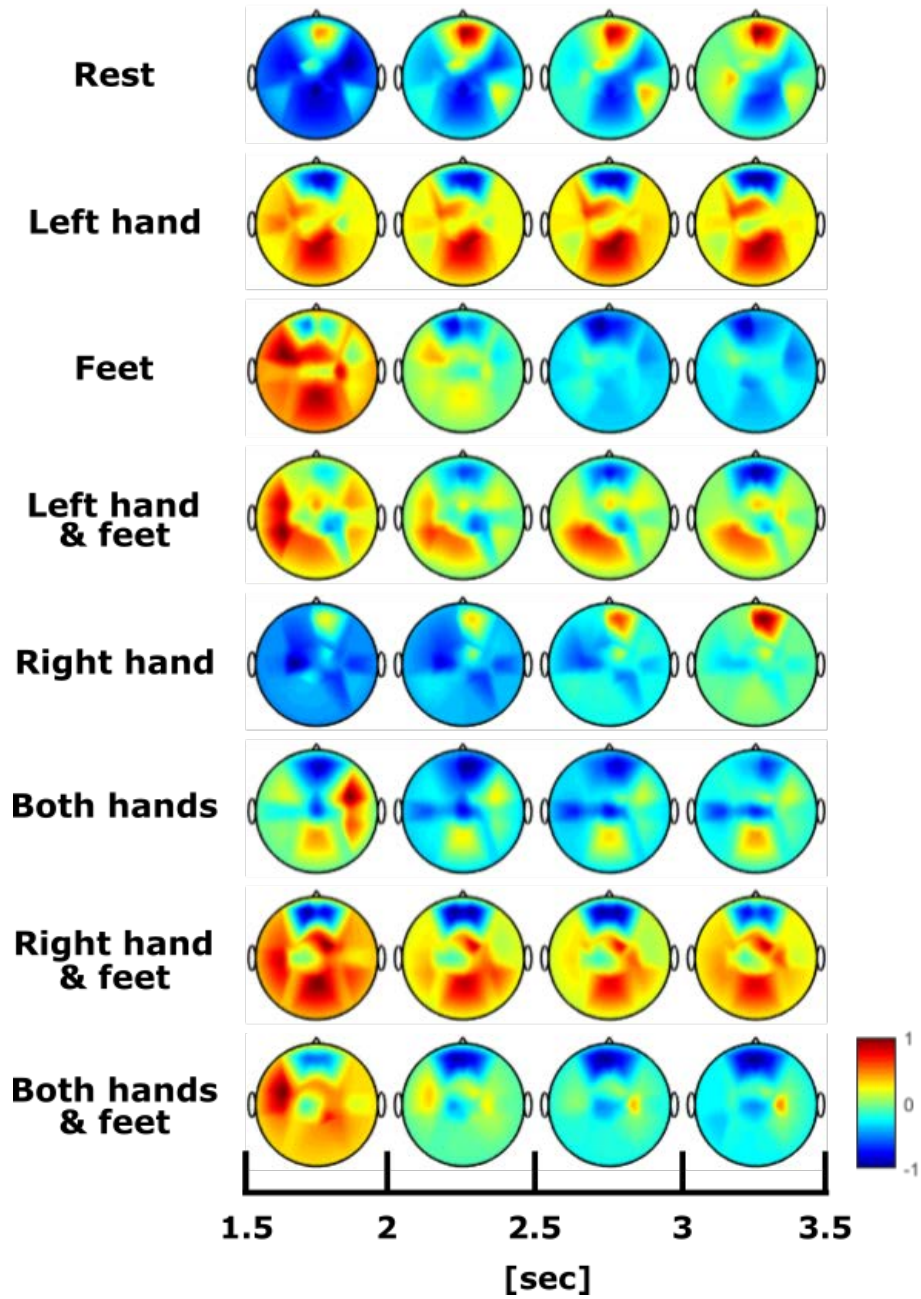 Rest
Left hand
Feet
Left hand
& feet
Right hand
Both hands
Right hand
& feet
Both hands
& feet
1
0
-1
1.5 2 2.5 3 3.5
[sec]